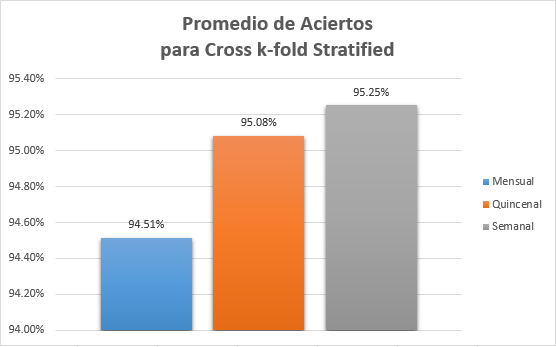 Promedio de Aciertos
para Cross k-fold Stratified
95.40%
95.20%
95.00%
94.80%
94.60%
94.40%
94.20%
94.00%
94.51%
95.08%
95.25%
Mensual
Quincenal
Semanal